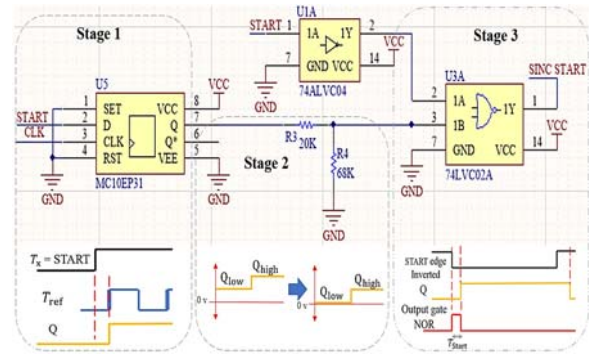 Stage 1
U1A
START
1
1A
1Y
2
VCC
7
GND
VCC
14
GND
74ALVC04
Stage 3
U5
VCC
START
CLK
1
SET
VCC
8
2
D
Q
7
3
CLK
Q*
6
4
RST
VEE
5
GND
MC10EP31
GND
Stage 2
R3
20K
R4
68K
GND
U3A
SINC START
2
1A
1Y
1
3
1B
VCC
7
GND
VCC
14
GND
74LVC02A
Tx = START
Tref
Q
Qlow
Qhigh
0 v
Qlow
Qhigh
0 v
START edge
Inverted
Q
Output gate
NOR
TStart